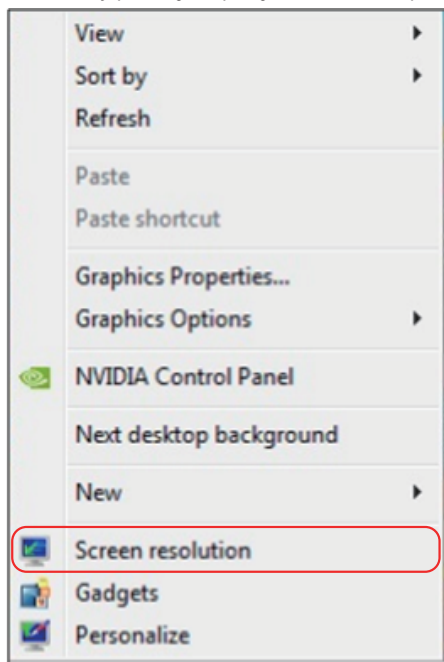 View
Sort by
Refresh
Paste
Paste shortcut
Graphics Properties...
Graphics Options
NVIDIA Control Panel
Next desktop background
New
Screen resolution
Gadgets
Personalize